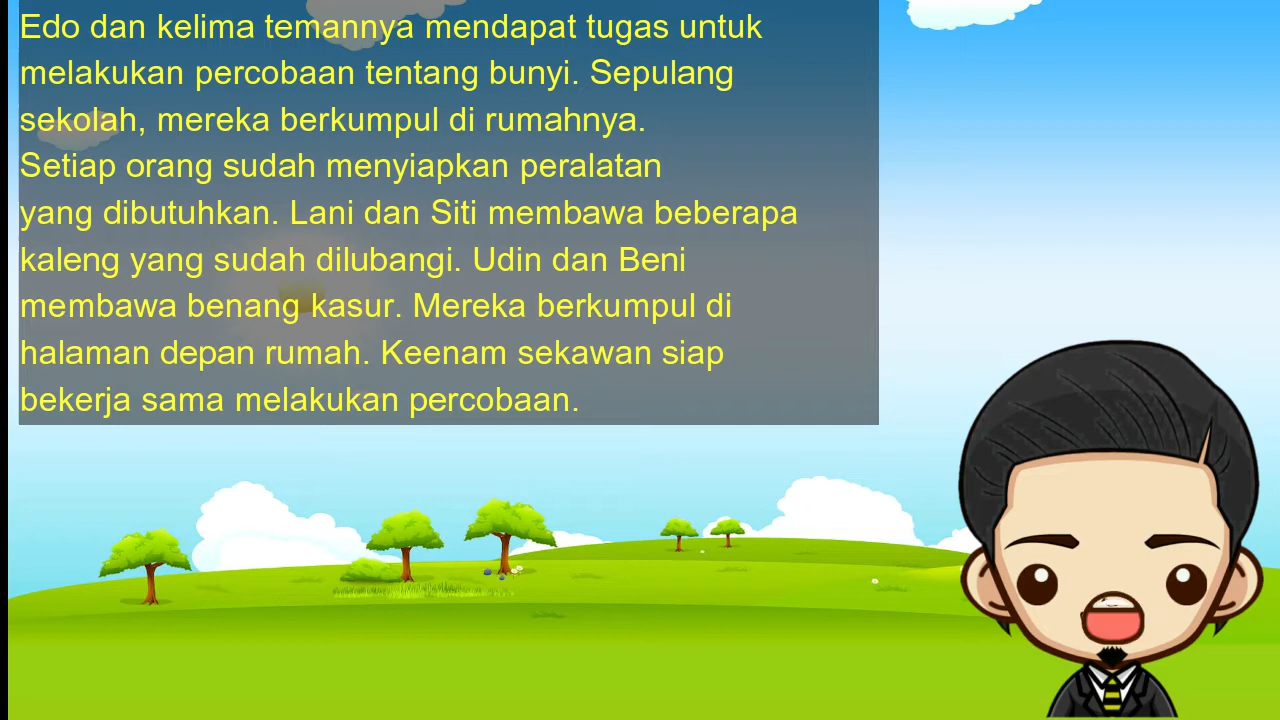 Edo dan kelima temannya mendapat tugas untuk
melakukan percobaan tentang bunyi. Sepulang
sekolah, mereka berkumpul di rumahnya.
Setiap orang sudah menyiapkan peralatan
yang dibutuhkan. Lani dan Siti membawa beberapa
kaleng yang sudah dilubangi. Udin dan Beni
membawa benang kasur. Mereka berkumpul di
halaman depan rumah. Keenam sekawan siap
bekerja sama melakukan percobaan.